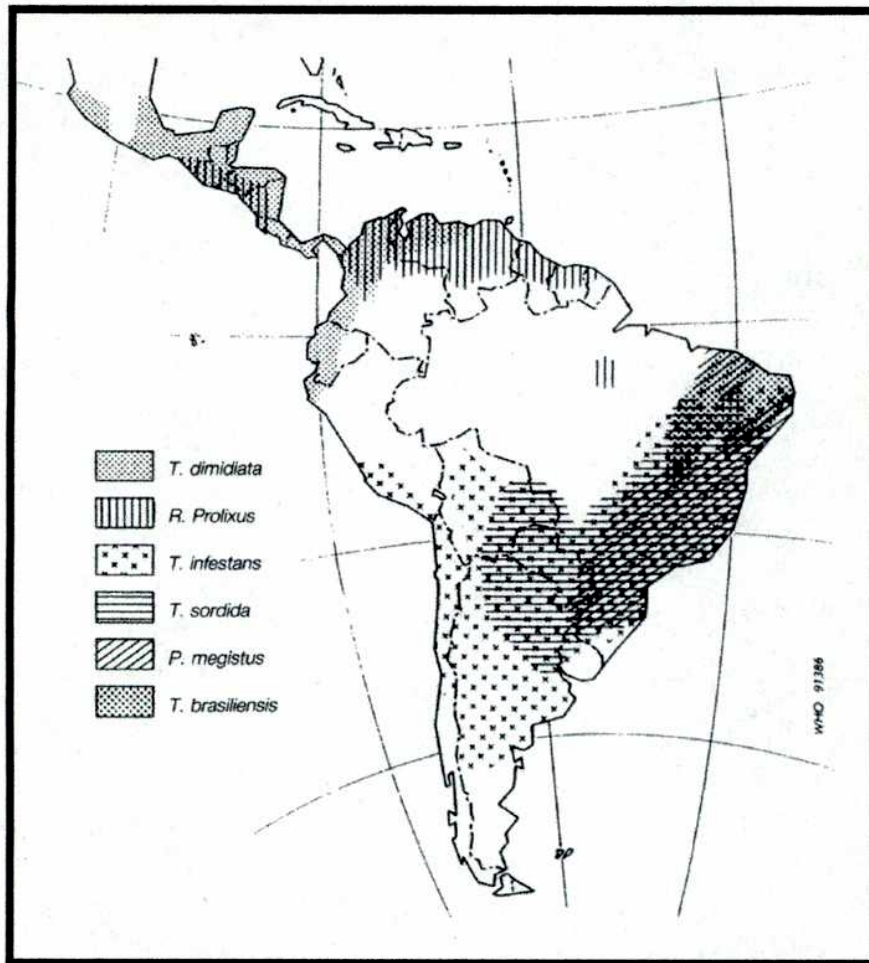 T. dimidiata
R. Prolixus
T. infestans
T. sordida
P. megistus
T. brasiliensis
WHO 91386